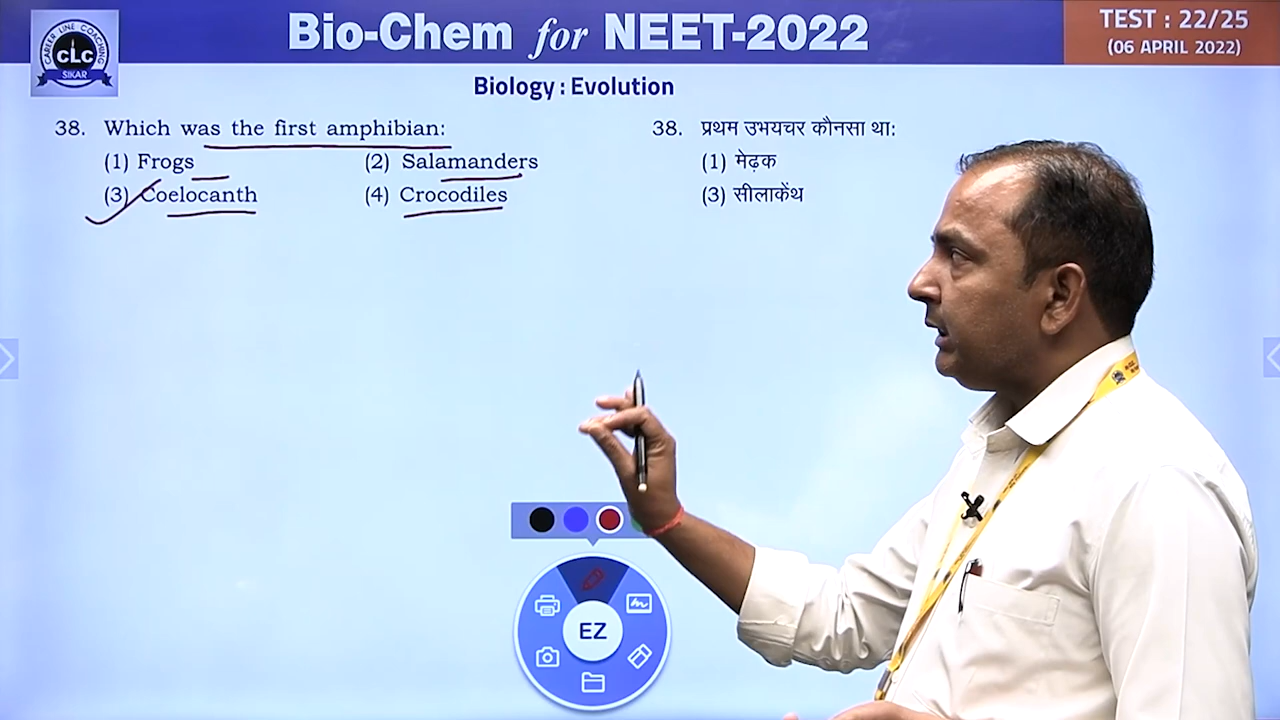 Bio-Chem for NEET-2022
TEST : 22/25
(06 APRIL 2022)
CAREER LINE COACHING
CLC
SIKAR
Biology : Evolution
38. Which was the first amphibian:
(1) Frogs (2) Salamanders
(3) Coelocanth (4) Crocodiles
38. प्रथम उभयचर कौनसा था:
(1) मेढ़क
(3) सीलाकेंथ
EZ